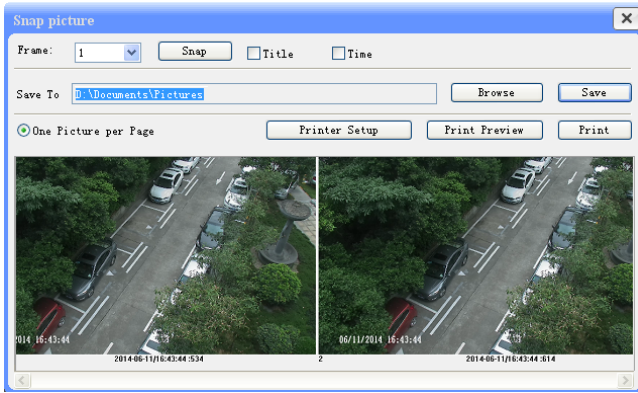 Snap picture
Frame: 1 Snap Title Time
Save To D:\Documents\Pictures Browse Save
One Picture per Page Printer Setup Print Preview Print
2014 16:43:44 06/11/2014 16:43:44
2014-06-11/16:43:44 :534 2 2014-06-11/16:43:44 :614